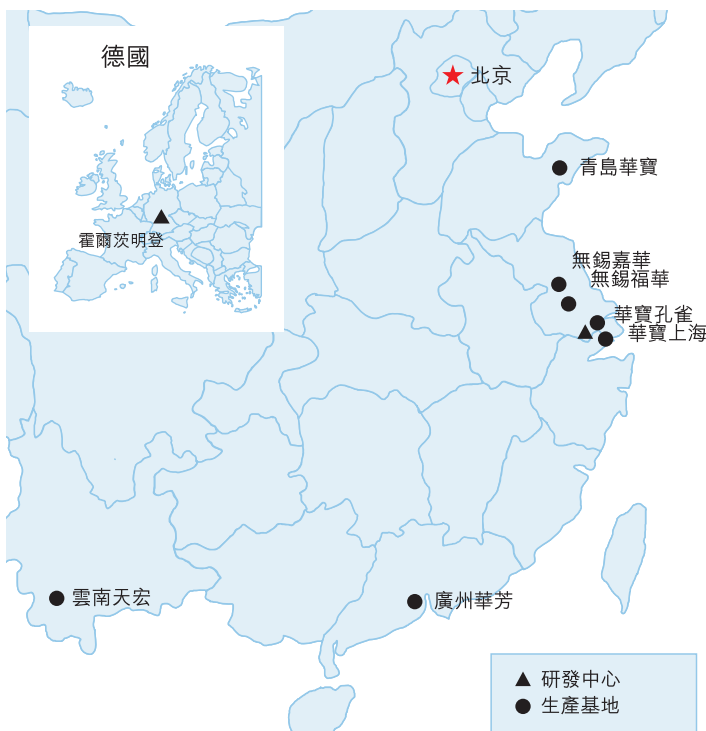 德國
北京
霍爾茨明登
青島華寶
無錫嘉華
無錫福華
華寶孔雀
華寶上海
雲南天宏
廣州華芳
研發中心
生產基地